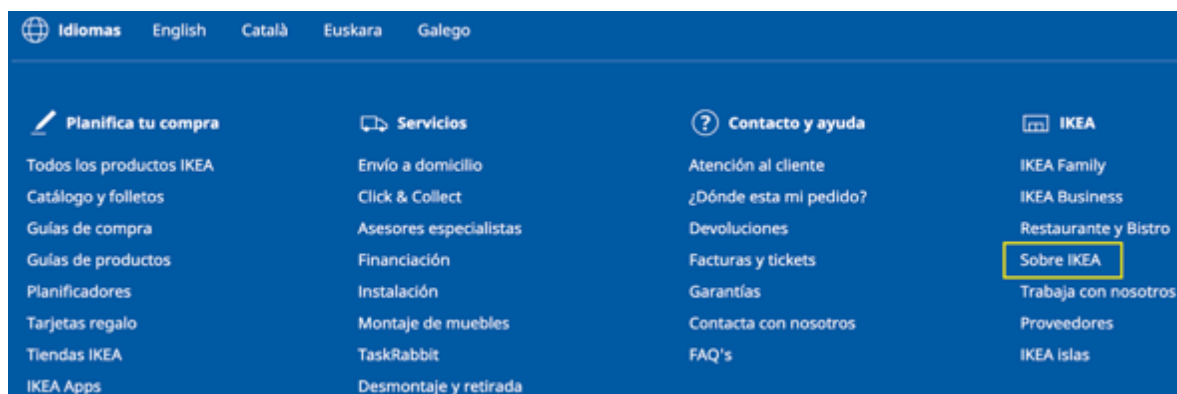 Idiomas English Català Euskara Galego
Planifica tu compra
Todos los productos IKEA
Catálogo y folletos
Guías de compra
Guías de productos
Planificadores
Tarjetas regalo
Tiendas IKEA
IKEA Apps
Servicios
Envío a domicilio
Click & Collect
Asesores especialistas
Financiación
Instalación
Montaje de muebles
TaskRabbit
Desmontaje y retirada
Contacto y ayuda
Atención al cliente
¿Dónde esta mi pedido?
Devoluciones
Facturas y tickets
Garantías
Contacta con nosotros
FAQ's
IKEA
IKEA Family
IKEA Business
Restaurante y Bistro
Sobre IKEA
Trabaja con nosotros
Proveedores
IKEA islas